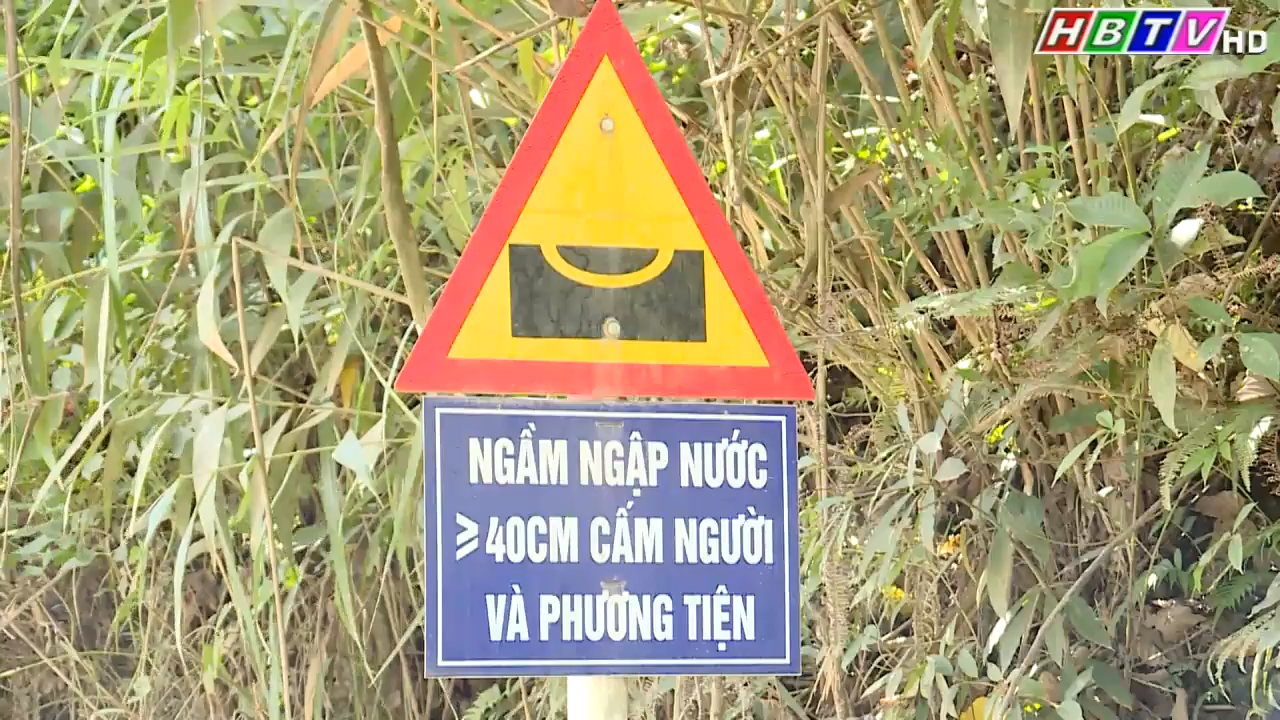 HBTV HD
NGẦM NGẬP NƯỚC
≥40CM CẤM NGƯỜI
VÀ PHƯƠNG TIỆN